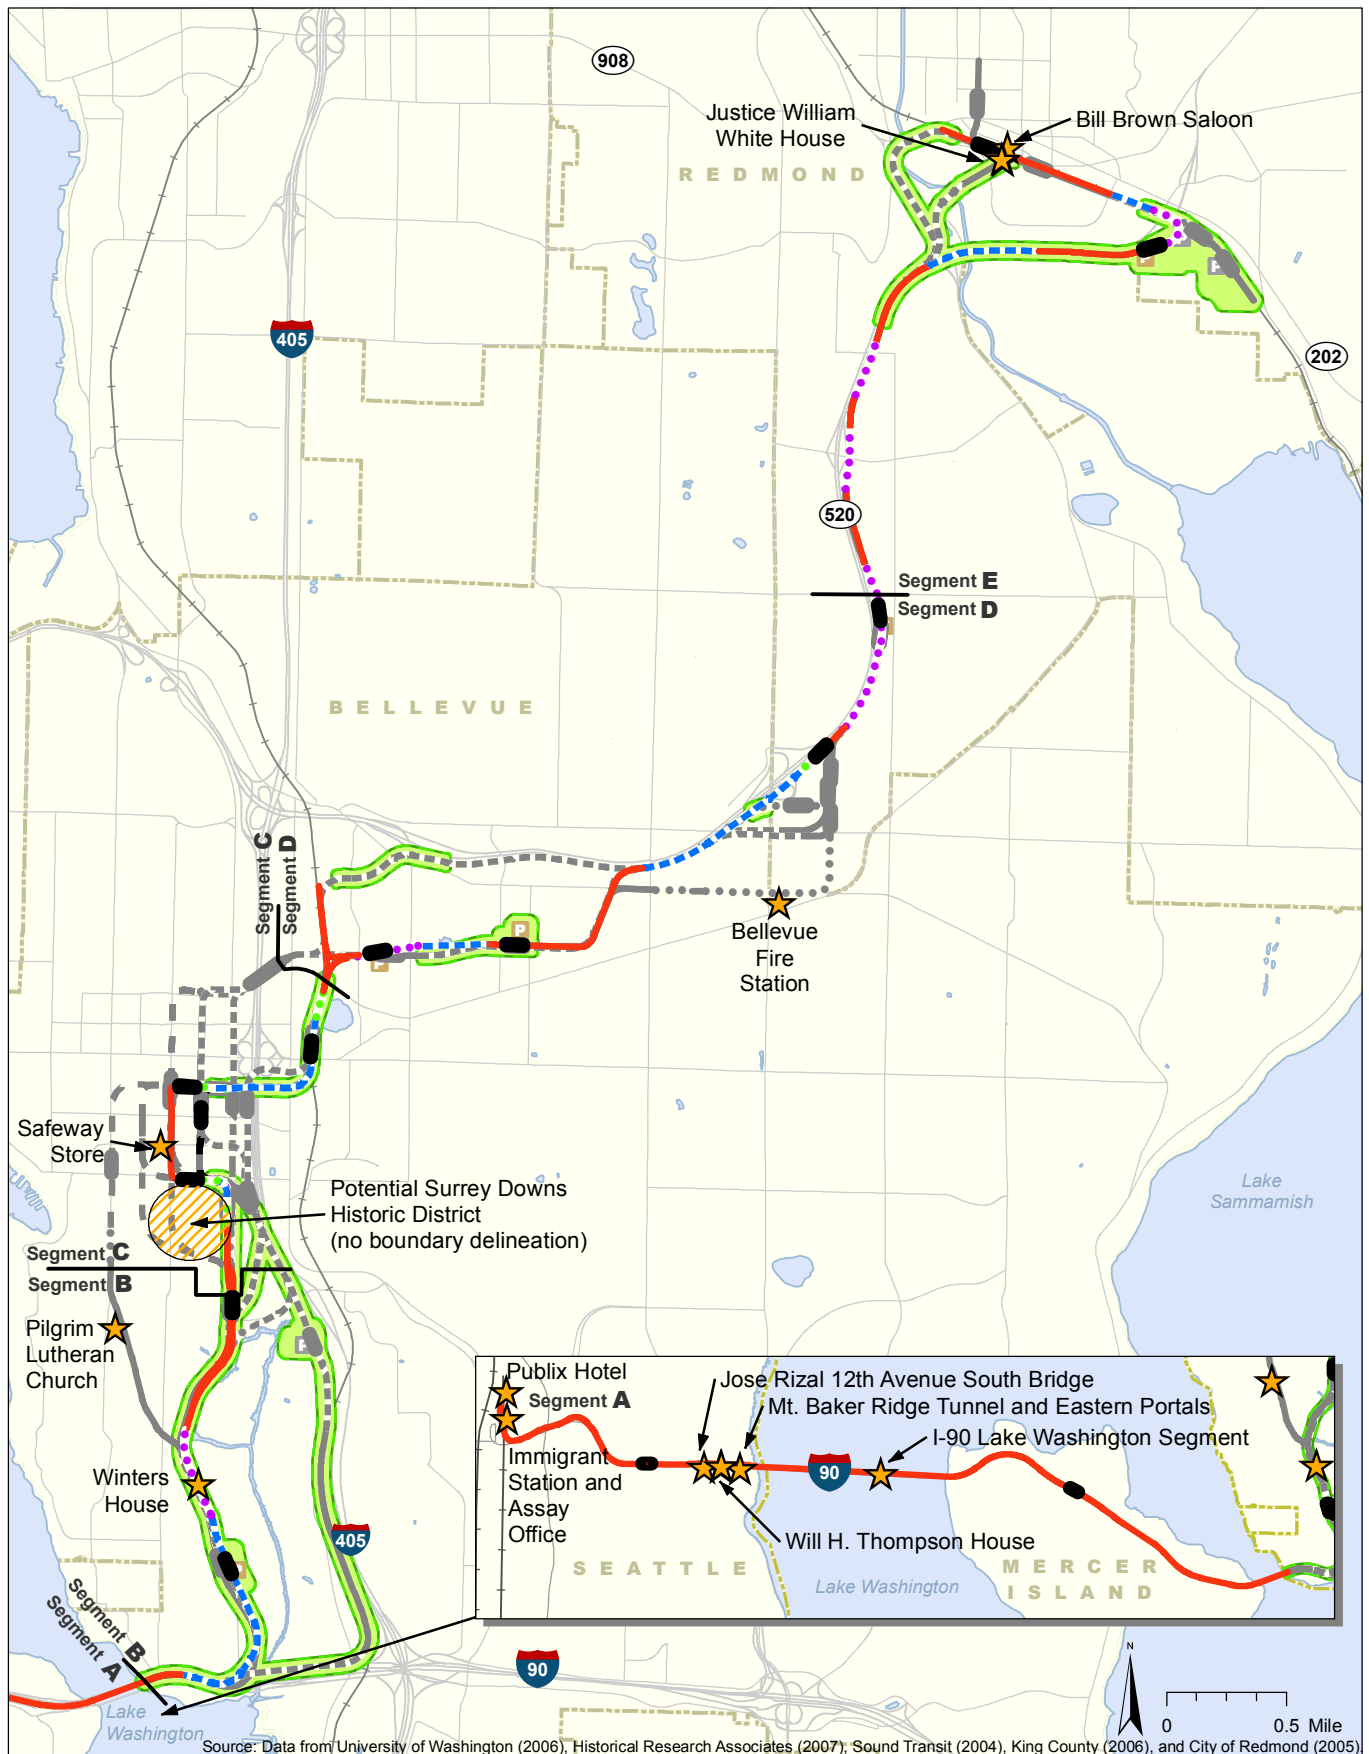 908
Justice William
White House
Bill Brown Saloon
REDMOND
405
202
520
Segment E
Segment D
BELLEVUE
Segment C
Segment D
P
P
P
P
Bellevue
Fire
Station
Safeway
Store
Potential Surrey Downs
Historic District
(no boundary delineation)
Lake
Sammamish
Segment C
Segment B
Pilgrim
Lutheran
Church
P
Publix Hotel
Segment A
Jose Rizal 12th Avenue South Bridge
Mt. Baker Ridge Tunnel and Eastern Portals
I-90 Lake Washington Segment
Immigrant
Station and
Assay
Office
90
Will H. Thompson House
SEATTLE
Lake Washington
MERCER
ISLAND
Winters
House
405
Segment B
Segment A
90
Lake
Washington
N
0 0.5 Mile
Source: Data from University of Washington (2006), Historical Research Associates (2007), Sound Transit (2004), King County (2006), and City of Redmond (2005)